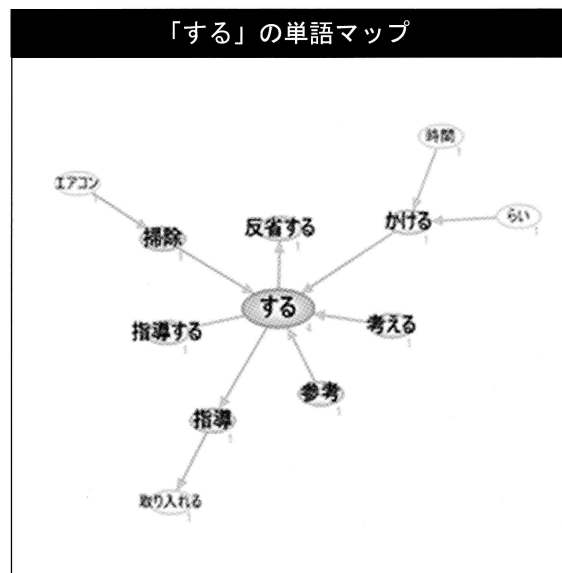 「する」の単語マップ
時間
エアコン
らい
反省する
かける
掃除
する
指導する
考える
参考
指導
取り入れる